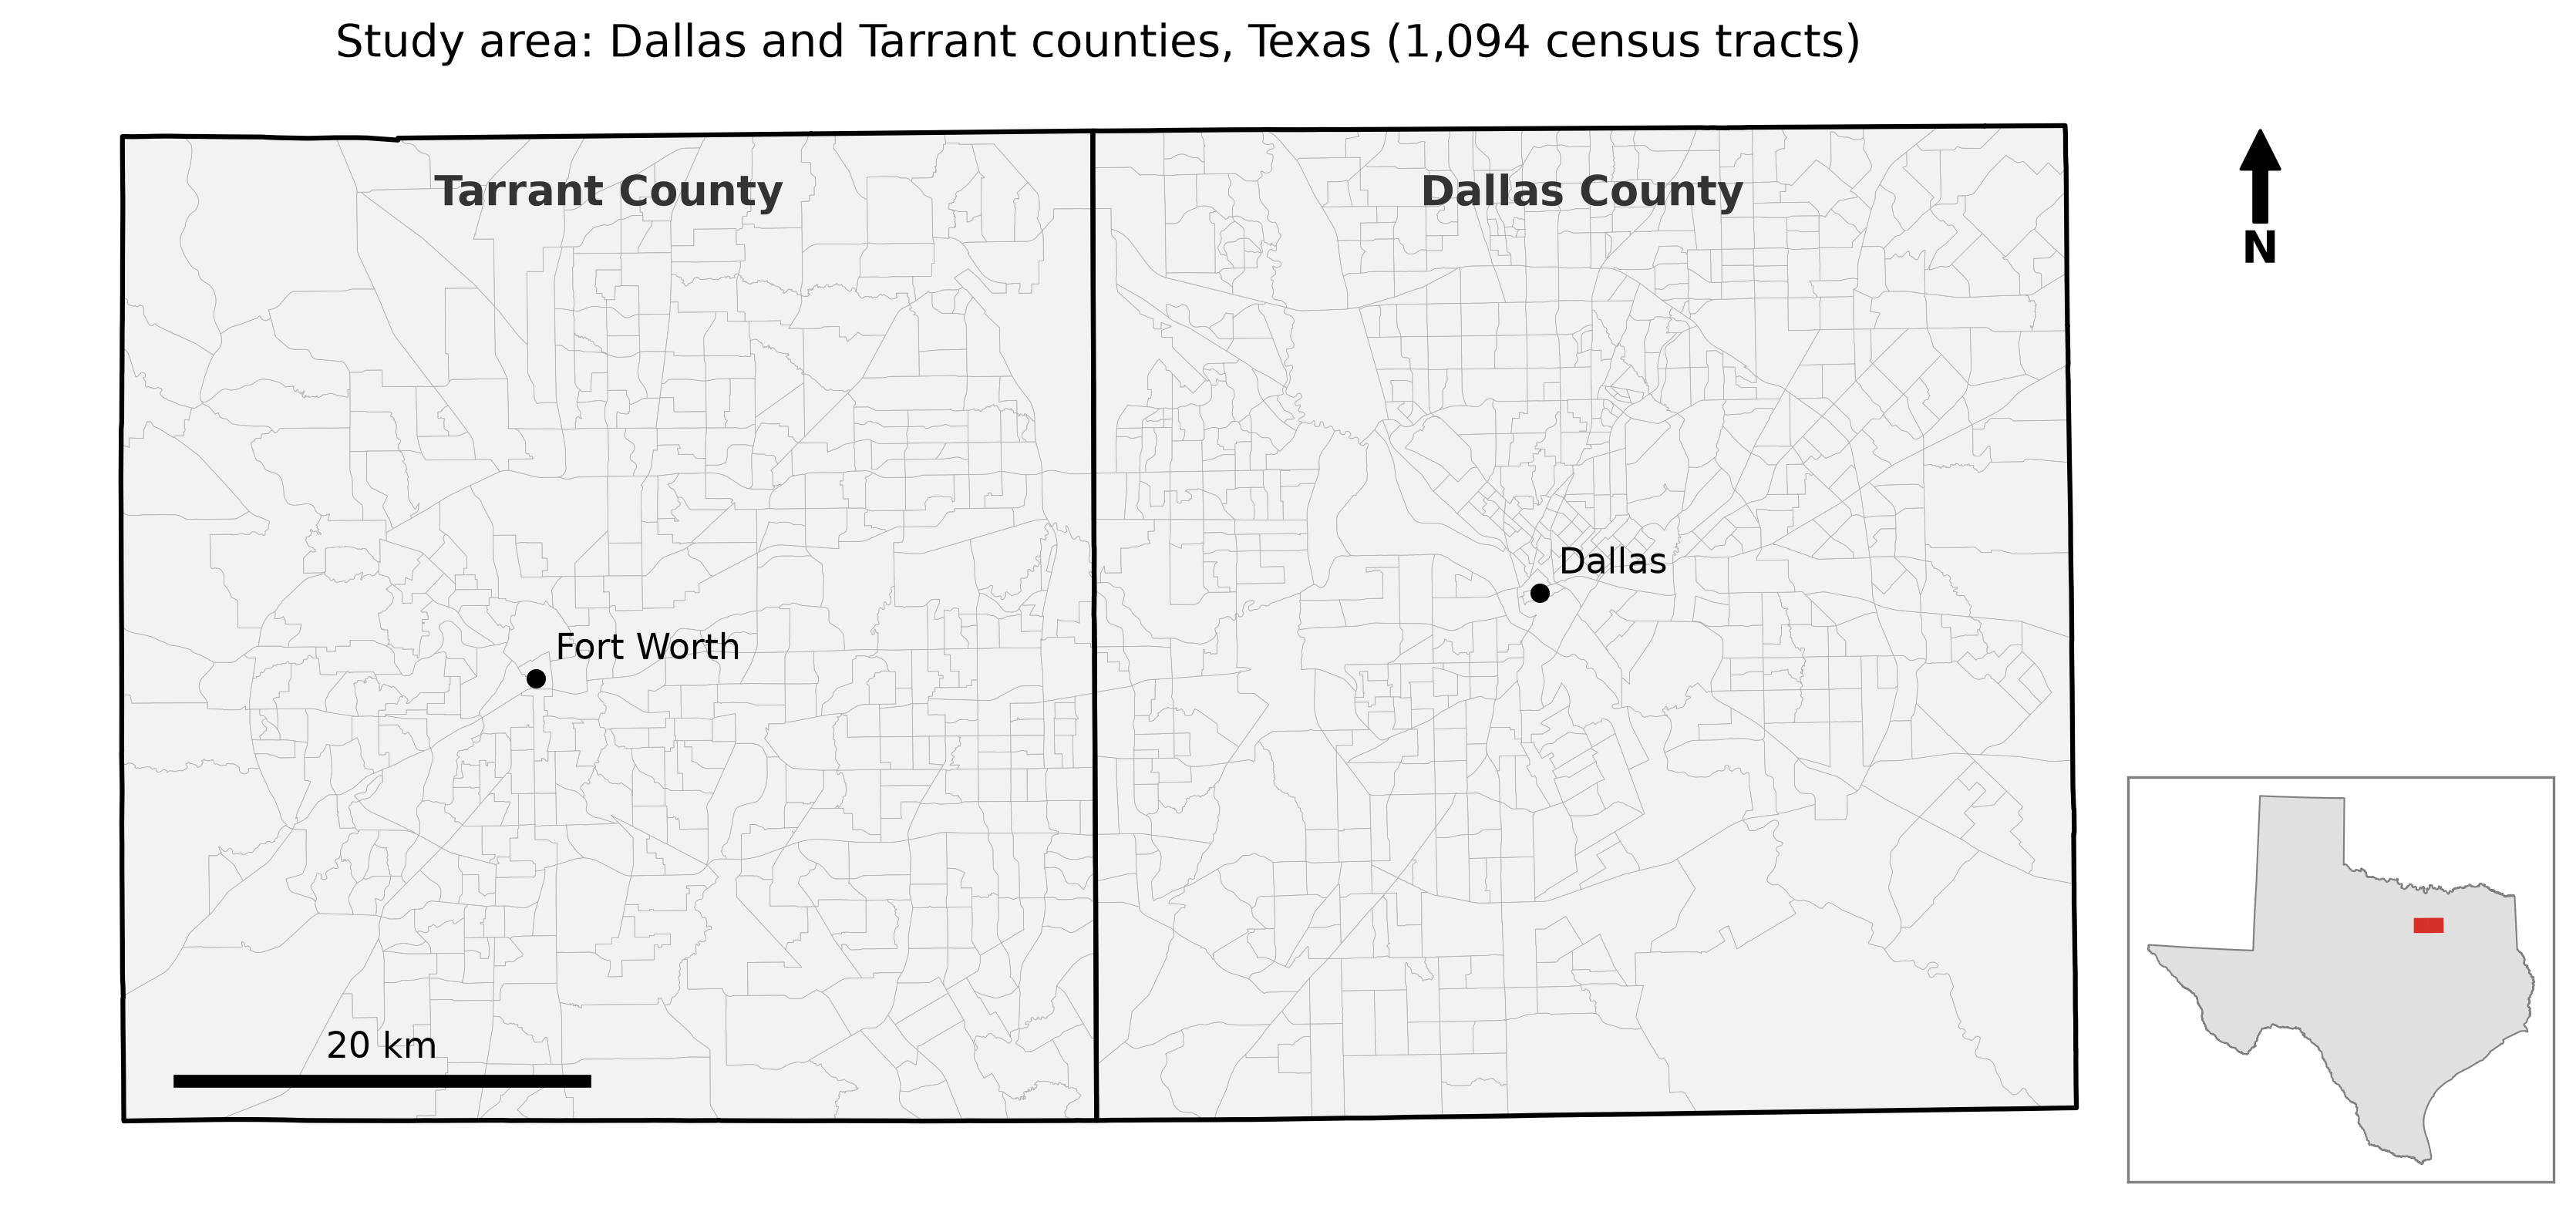 Study area: Dallas and Tarrant counties, Texas (1,094 census tracts)
Tarrant County
Dallas County
N
Dallas
Fort Worth
20 km